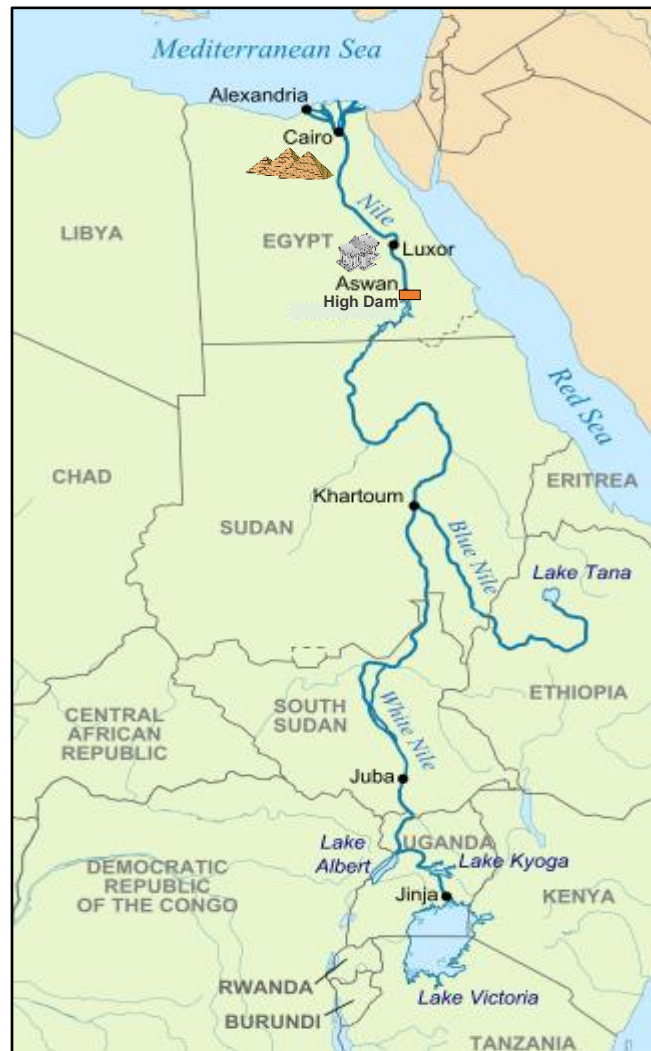 Mediterranean Sea
Alexandria
Cairo
Nile
LIBYA
EGYPT
Luxor
Aswan
High Dam
Red Sea
CHAD
ERITREA
Khartoum
SUDAN
Blue Nile
Lake Tana
SOUTH
SUDAN
ETHIOPIA
CENTRAL
AFRICAN
REPUBLIC
White Nile
Juba
Lake
Albert
UGANDA
Lake Kyoga
DEMOCRATIC
REPUBLIC
OF THE CONGO
Jinja
KENYA
RWANDA
Lake Victoria
BURUNDI
TANZANIA